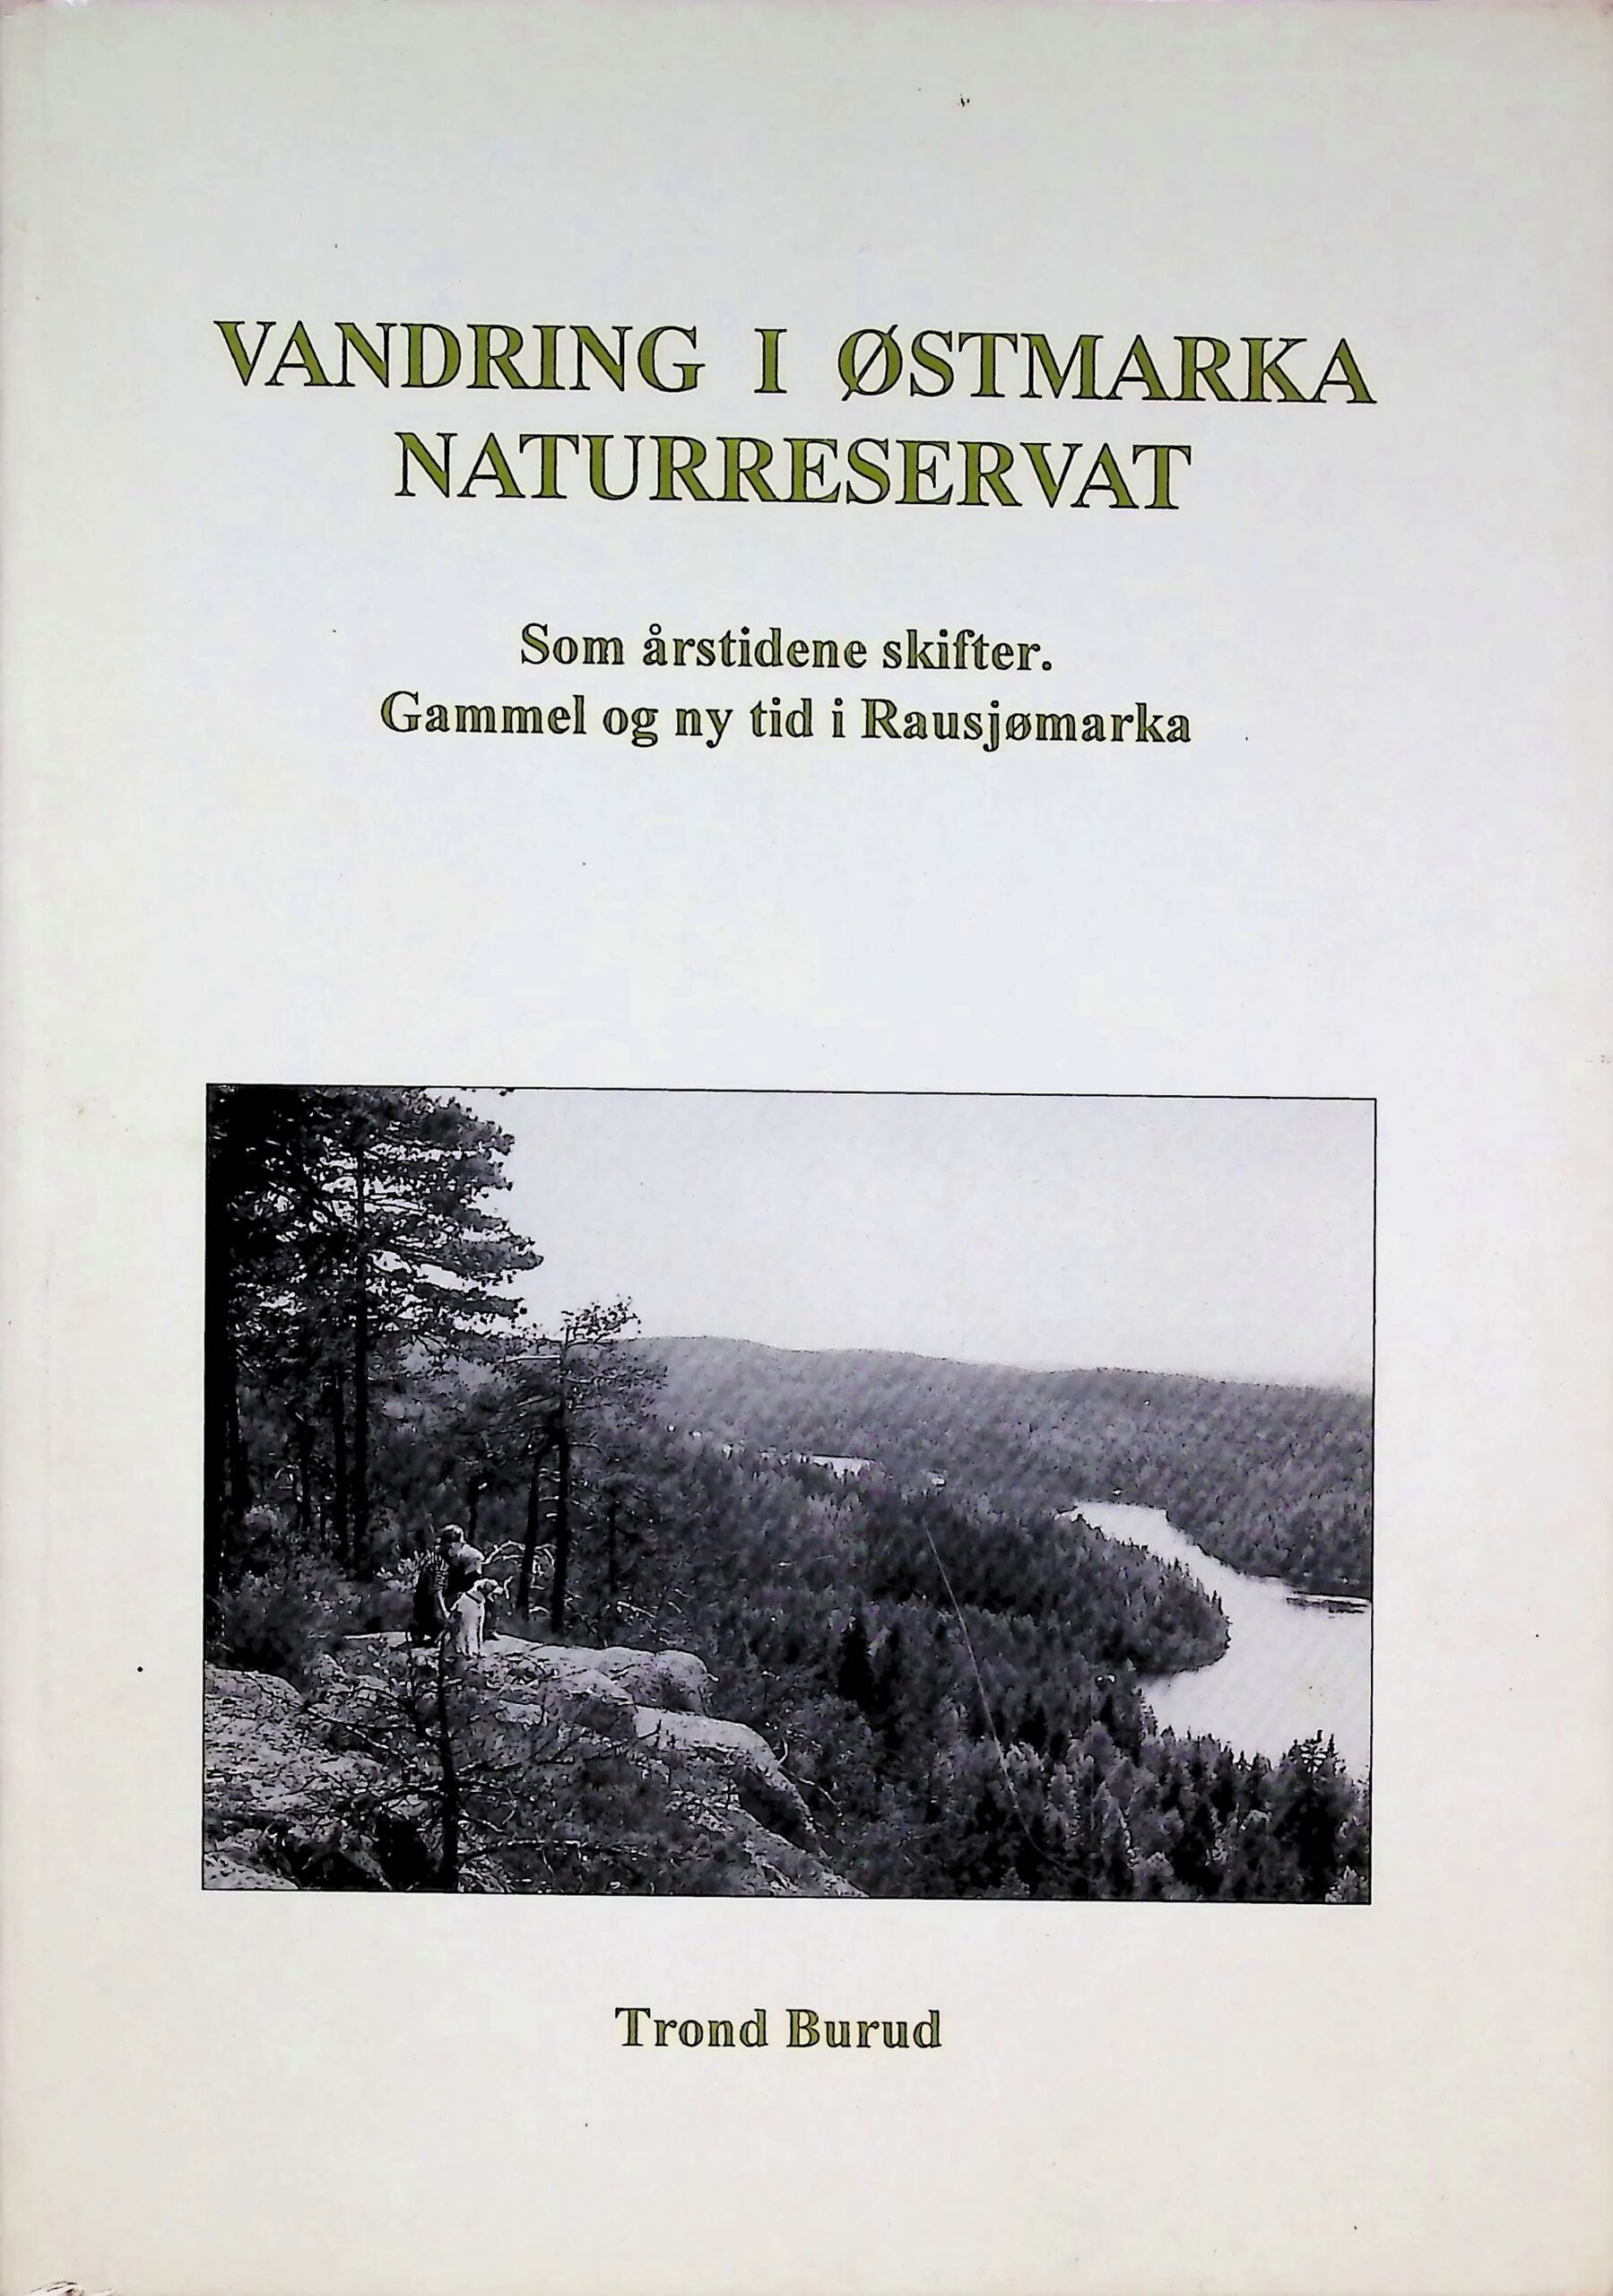 VANDRING I ØSTMARKA
NATURRESERVAT
Som årstidene skifter.
Gammel og ny tid i Rausjømarka
Trond Burud